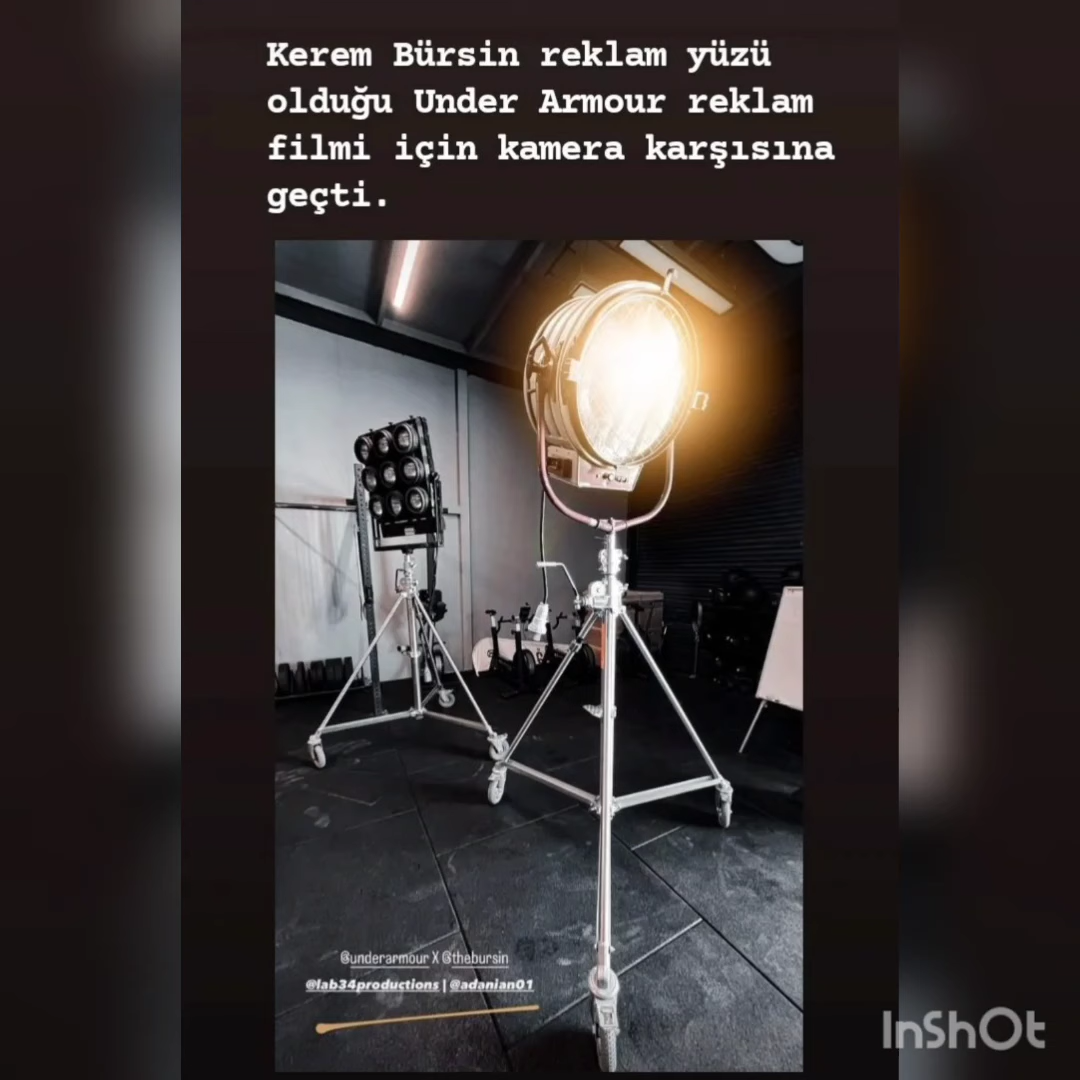 Kerem Bürsin reklam yüzü
olduğu Under Armour reklam
filmi için kamera karşısına
geçti.
@underarmour X @thebursin
@lab34productions | @adanian01
InShOt